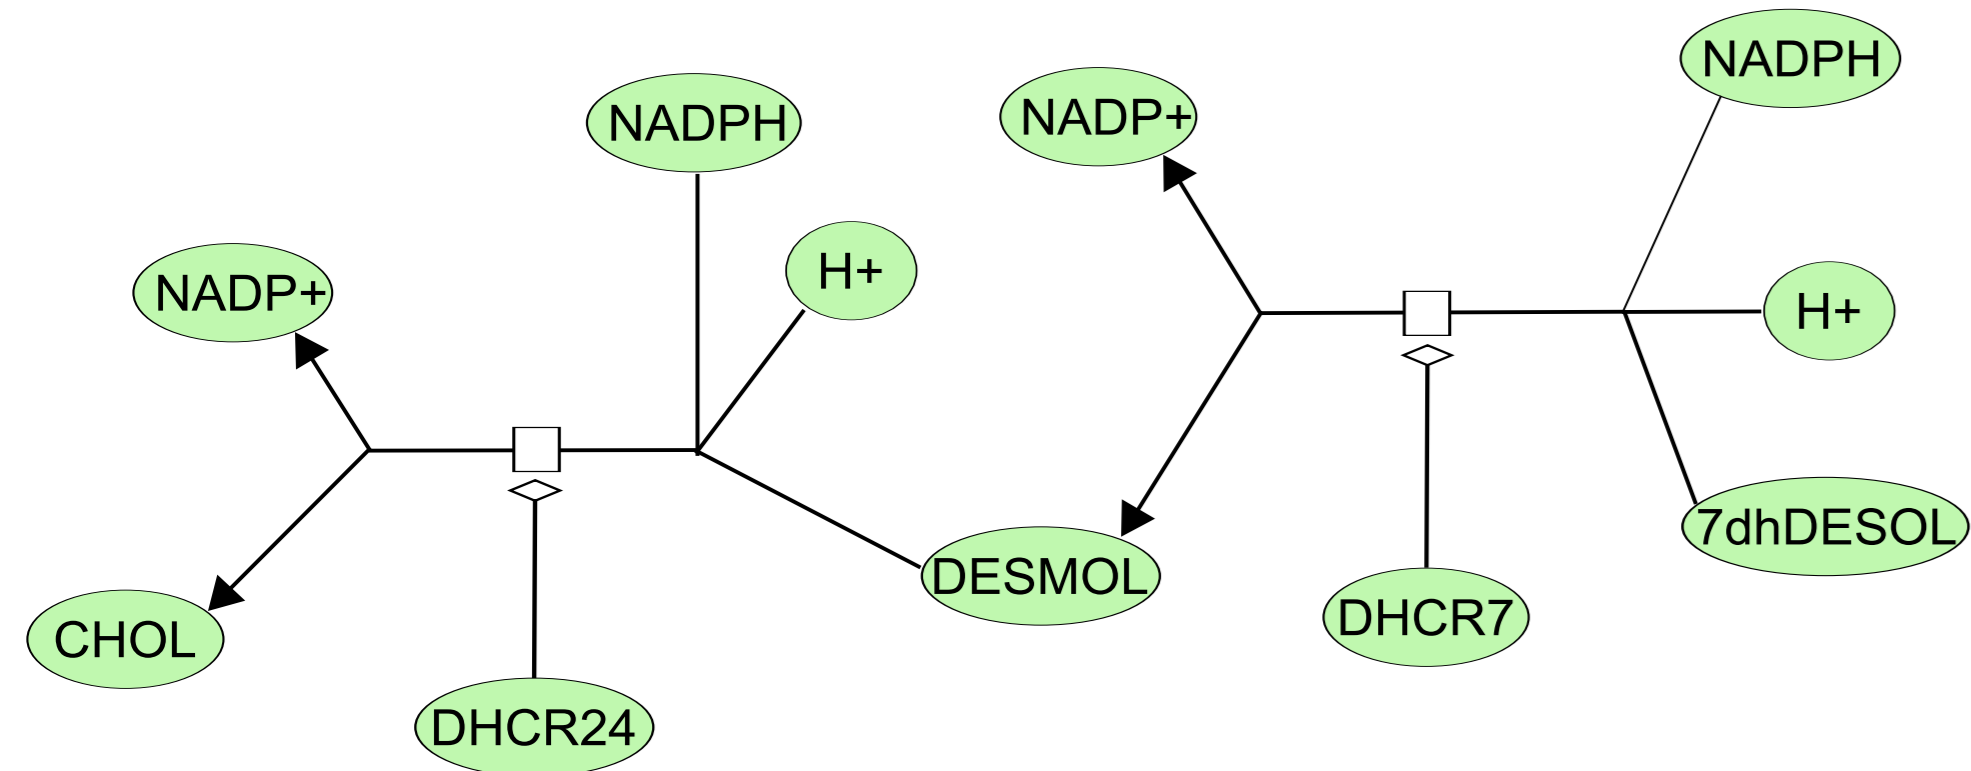 NADPH
NADP+
NADPH
H+
NADP+
H+
7dhDESOL
DESMOL
DHCR7
CHOL
DHCR24